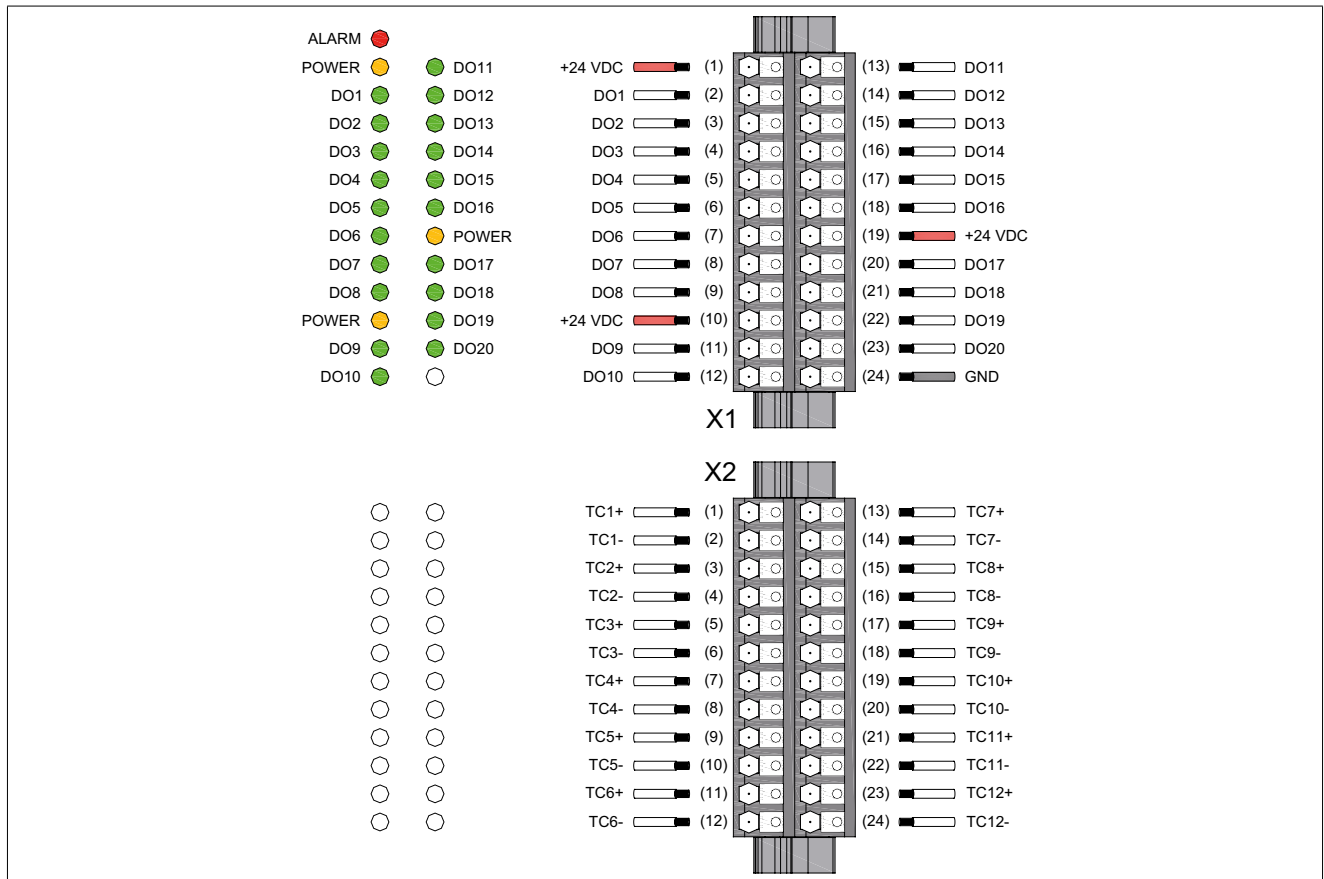 ALARM
POWER DO11 +24 VDC (1) (13) DO11
DO1 DO12 DO1 (2) (14) DO12
DO2 DO13 DO2 (3) (15) DO13
DO3 DO14 DO3 (4) (16) DO14
DO4 DO15 DO4 (5) (17) DO15
DO5 DO16 DO5 (6) (18) DO16
DO6 POWER DO6 (7) (19) +24 VDC
DO7 DO17 DO7 (8) (20) DO17
DO8 DO18 DO8 (9) (21) DO18
POWER DO19 +24 VDC (10) (22) DO19
DO9 DO20 DO9 (11) (23) DO20
DO10 DO10 (12) (24) GND
X1
X2
TC1+ (1) (13) TC7+
TC1- (2) (14) TC7-
TC2+ (3) (15) TC8+
TC2- (4) (16) TC8-
TC3+ (5) (17) TC9+
TC3- (6) (18) TC9-
TC4+ (7) (19) TC10+
TC4- (8) (20) TC10-
TC5+ (9) (21) TC11+
TC5- (10) (22) TC11-
TC6+ (11) (23) TC12+
TC6- (12) (24) TC12-